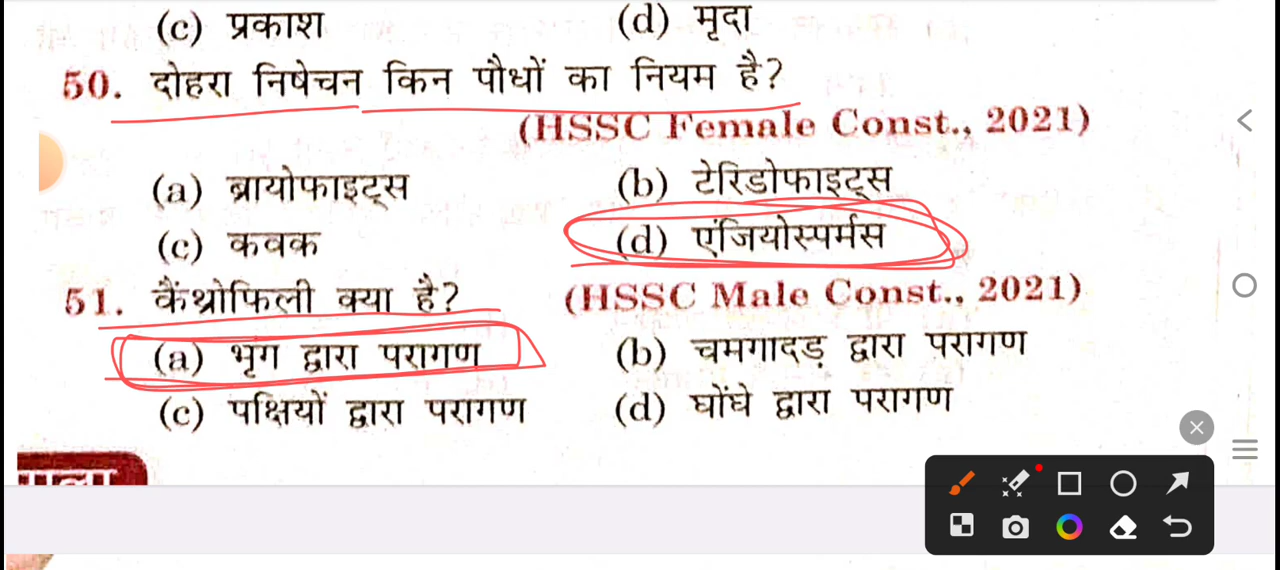 (c) प्रकाश (d) मृदा
50. दोहरा निषेचन किन पौधों का नियम है?
(HSSC Female Const., 2021)
(a) ब्रायोफाइट्स (b) टेरिडोफाइट्स
(c) कवक (d) एंजियोस्पर्मस
51. कैंथ्रोफिली क्या है? (HSSC Male Const., 2021)
(a) भृंग द्वारा परागण (b) चमगादड़ द्वारा परागण
(c) पक्षियों द्वारा परागण (d) घोंघे द्वारा परागण